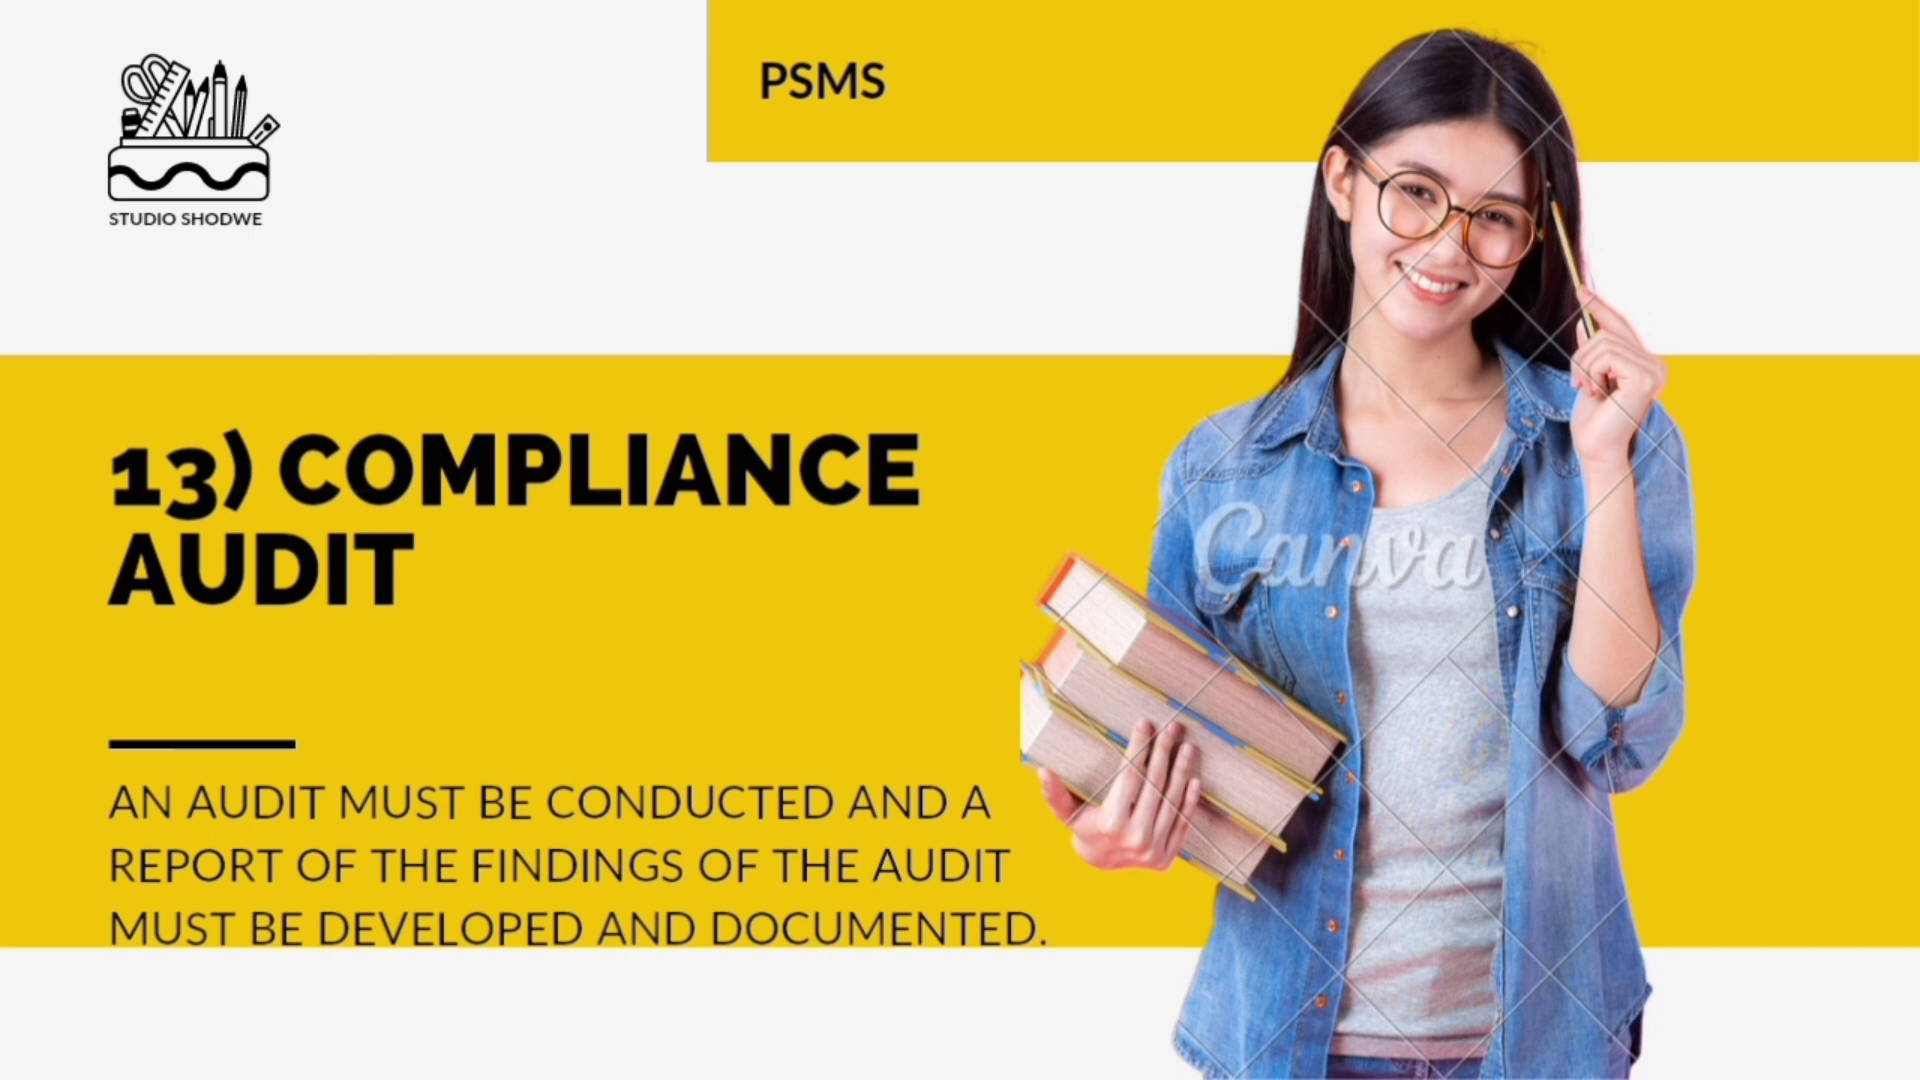 PSMS
STUDIO SHODWE
13) COMPLIANCE
AUDIT
AN AUDIT MUST BE CONDUCTED AND A
REPORT OF THE FINDINGS OF THE AUDIT
MUST BE DEVELOPED AND DOCUMENTED.
Canva